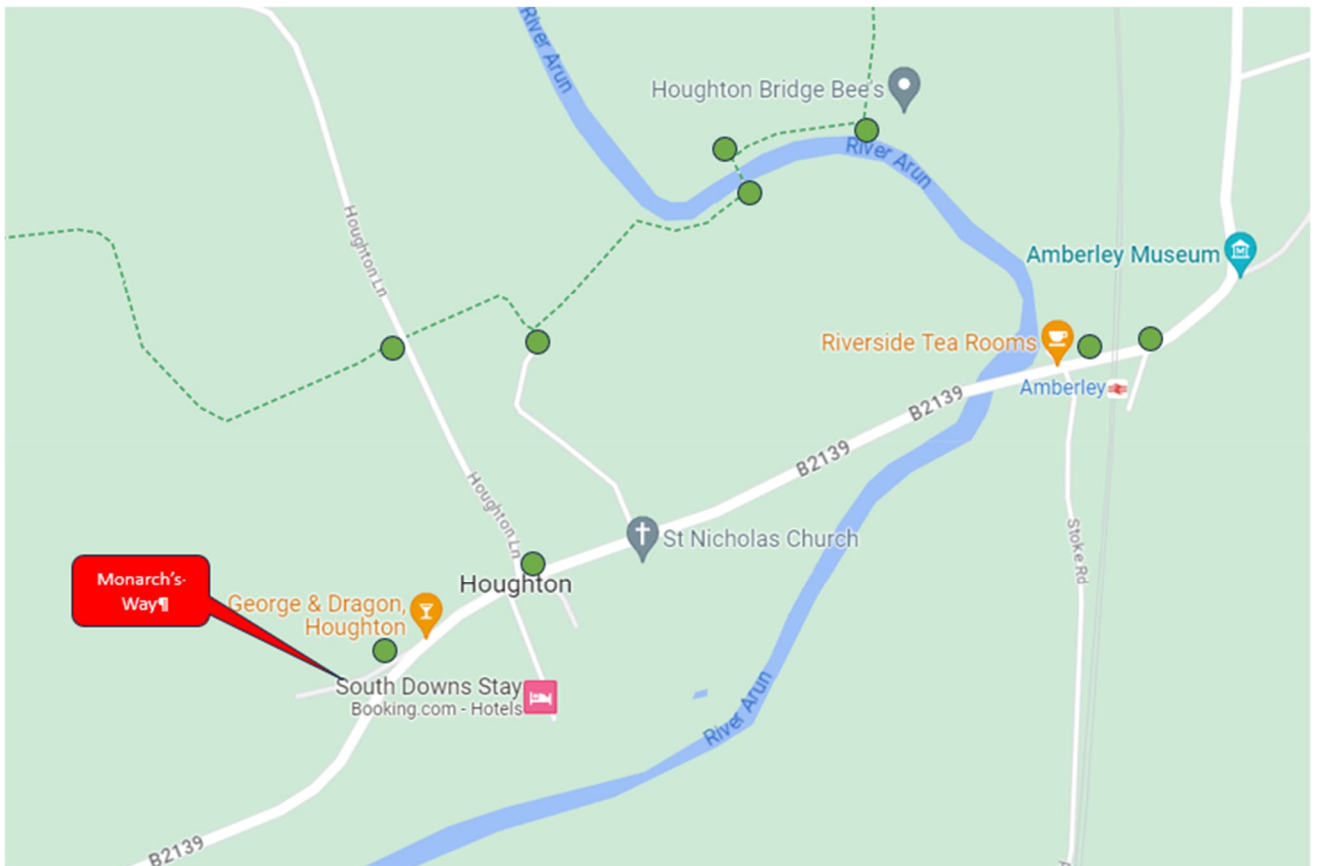 River Arun
Houghton Bridge Bee's
River Arun
Houghton Ln
Amberley Museum
Riverside Tea Rooms
Amberley
B2139
B2139
Houghton Ln
St Nicholas Church
Stoke Rd
Monarch's-
Way¶
Houghton
George & Dragon,
Houghton
South Downs Stay
Booking.com - Hotels
River Arun
B2139